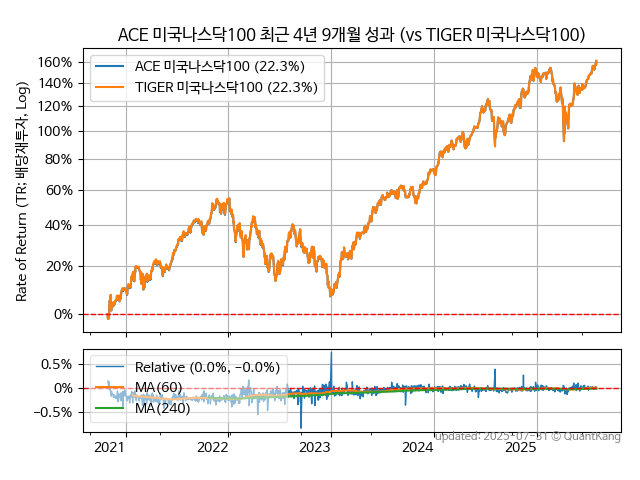 ACE 미국나스닥100 최근 4년 9개월 성과 (vs TIGER 미국나스닥100)
Rate of Return (TR: 배당재투자, Log)
160%
140%
120%
100%
80%
60%
40%
20%
0%
ACE 미국나스닥100 (22.3%)
TIGER 미국나스닥100 (22.3%)
0.5%
0%
−0.5%
Relative (0.0%, −0.0%)
MA(60)
MA(240)
2021
2022
2023
2024
2025
updated: 2025-07-31 © QuantKang